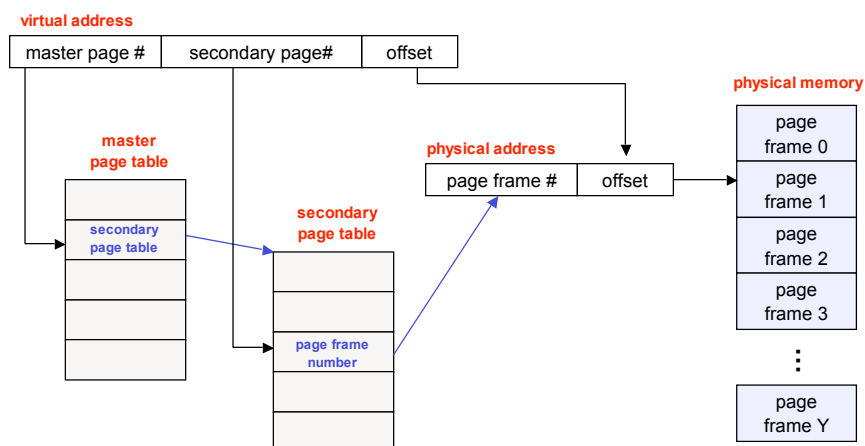 virtual address
master page #
secondary page#
offset
physical memory
page
frame 0
master
page table
physical address
page frame #
offset
page
frame 1
secondary
page table
secondary
page table
page
frame 2
page
frame 3
page frame
number
⋮
page
frame Y